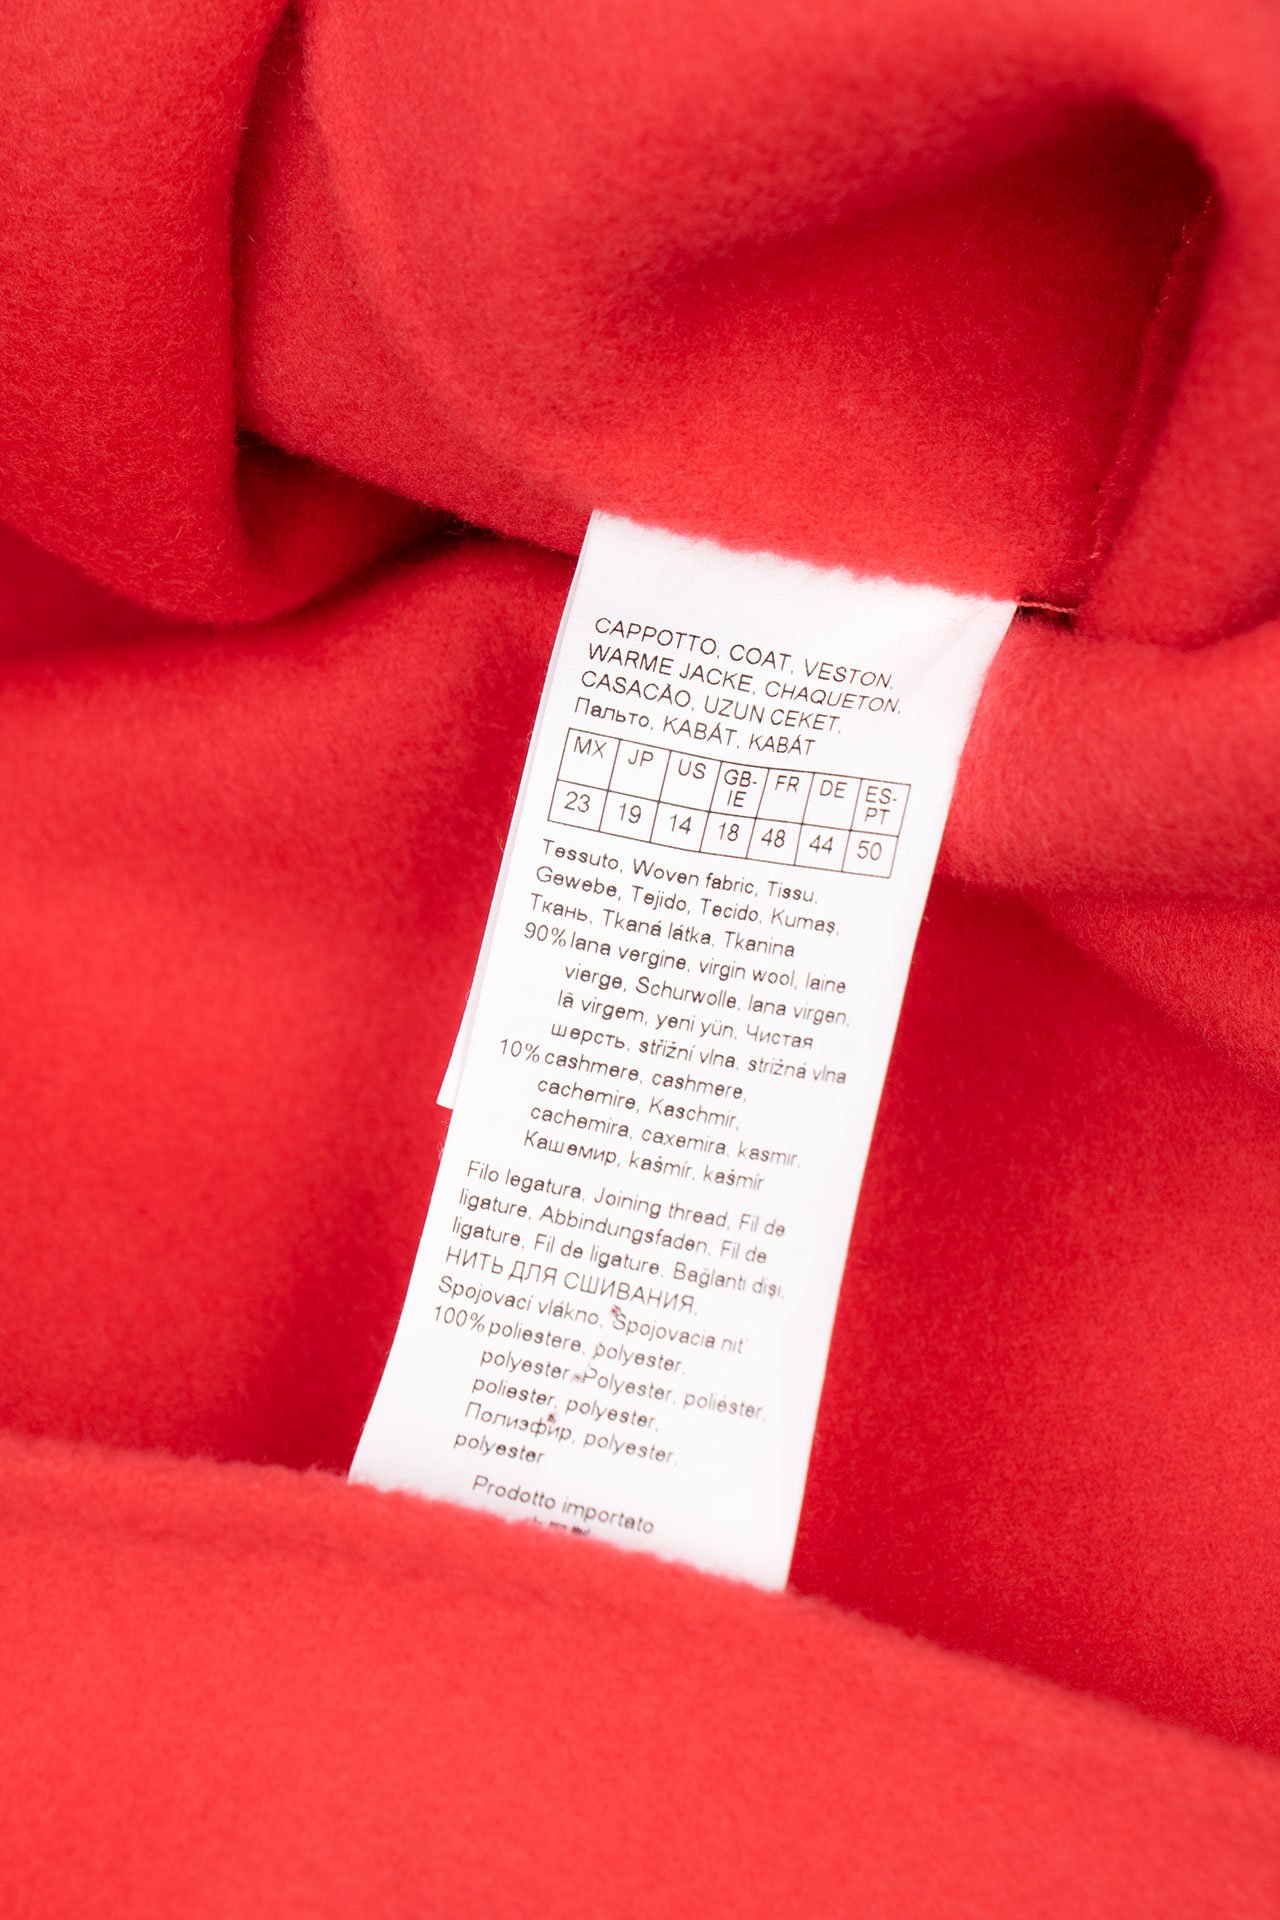 CAPPOTTO, COAT, VESTON,
WARME JACKE, CHAQUETON,
CASACÃO, UZUN CEKET,
Пальто, KABÁT, KABÁT
MX JP US GB-IE FR DE ES-PT
23 19 14 18 48 44 50
Tessuto, Woven fabric, Tissu,
Gewebe, Tejido, Tecido, Kumaş,
Ткань, Tkaná látka, Tkanina
90% lana vergine, virgin wool, laine
vierge, Schurwolle, lana virgen,
lã virgem, yeni yün, Чистая
шерсть, střižní vlna, strižná vlna
10% cashmere, cashmere,
cachemire, Kaschmir,
cachemira, caxemira, kasmir,
Кашемир, kašmír, kašmír
Filo legatura, Joining thread, Fil de
ligature, Abbindungsfaden, Fil de
ligature, Fil de ligature, Bağlantı dişi,
НИТЬ ДЛЯ СШИВАНИЯ,
Spojovací vlákno, Spojovacia niť
100% poliestere, polyester,
polyester, Polyester, poliéster,
poliester, polyester,
Полиэфир, polyester,
polyester
Prodotto importato